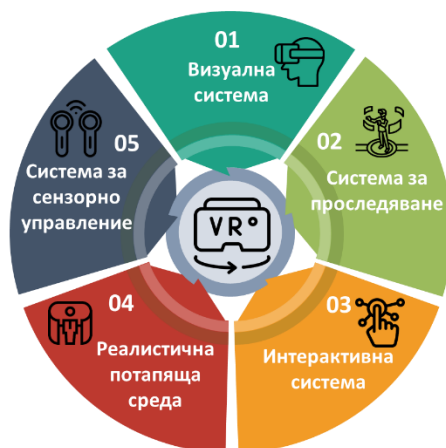 01
Визуална
система
02
Система за
проследяване
03
Интерактивна
система
04
Реалистична
потапяща
среда
05
Система за
сензорно
управление
VR